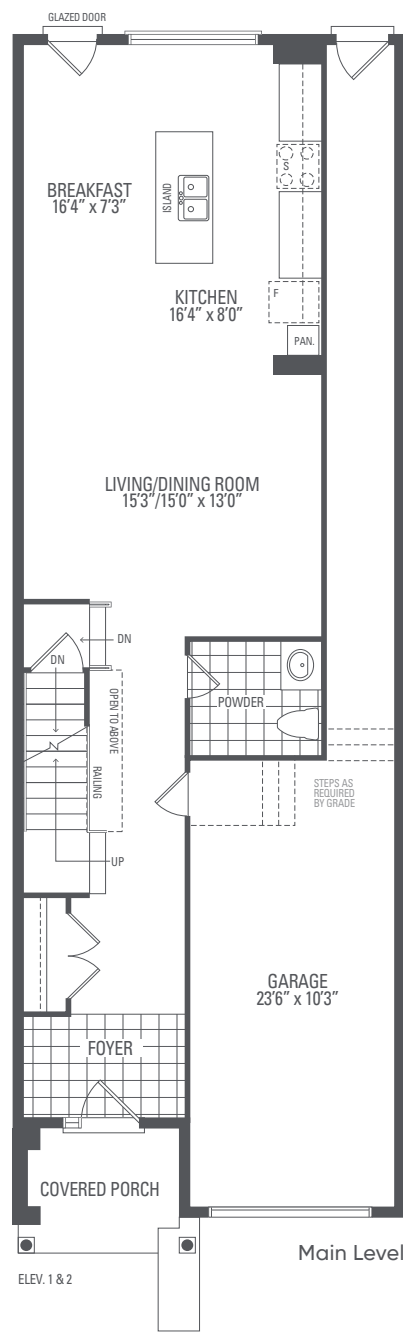 GLAZED DOOR
BREAKFAST
16'4" x 7'3"
ISLAND
S
F
KITCHEN
16'4" x 8'0"
PAN.
LIVING/DINING ROOM
15'3"/15'0" x 13'0"
DN
DN
OPEN TO ABOVE
RAILING
UP
POWDER
STEPS AS
REQUIRED
BY GRADE
GARAGE
23'6" x 10'3"
FOYER
COVERED PORCH
Main Level
ELEV. 1 & 2